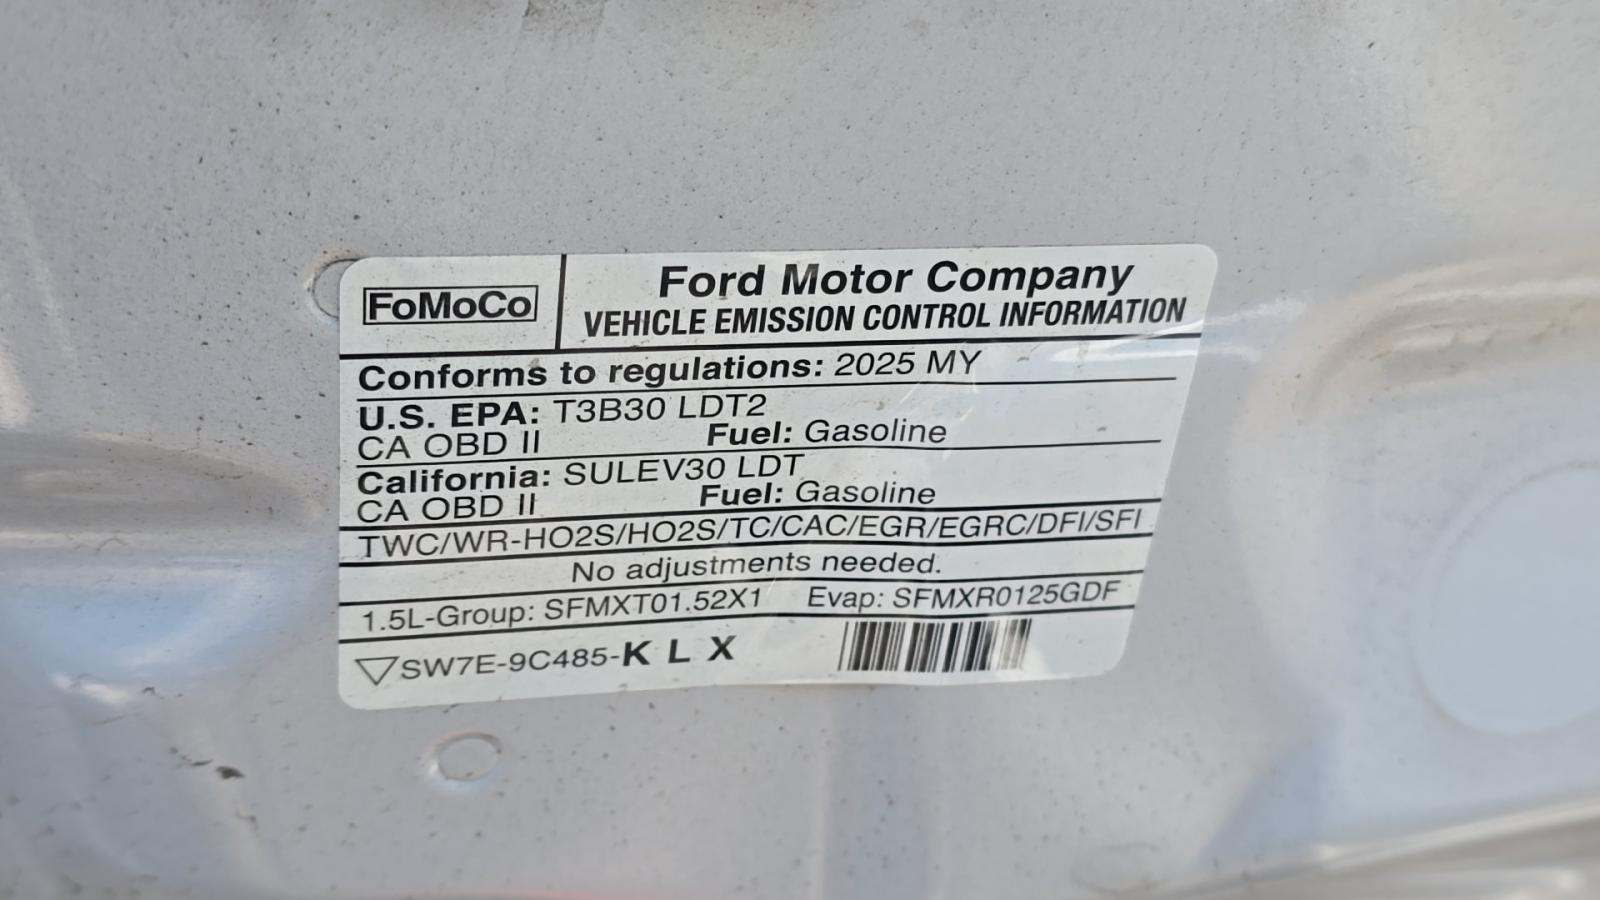 FoMoCo
Ford Motor Company
VEHICLE EMISSION CONTROL INFORMATION
Conforms to regulations: 2025 MY
U.S. EPA: T3B30 LDT2
CA OBD II Fuel: Gasoline
California: SULEV30 LDT
CA OBD II Fuel: Gasoline
TWC/WR-HO2S/HO2S/TC/CAC/EGR/EGRC/DFI/SFI
No adjustments needed.
1.5L-Group: SFMXT01.52X1 Evap: SFMXR0125GDF
SW7E-9C485-K L X